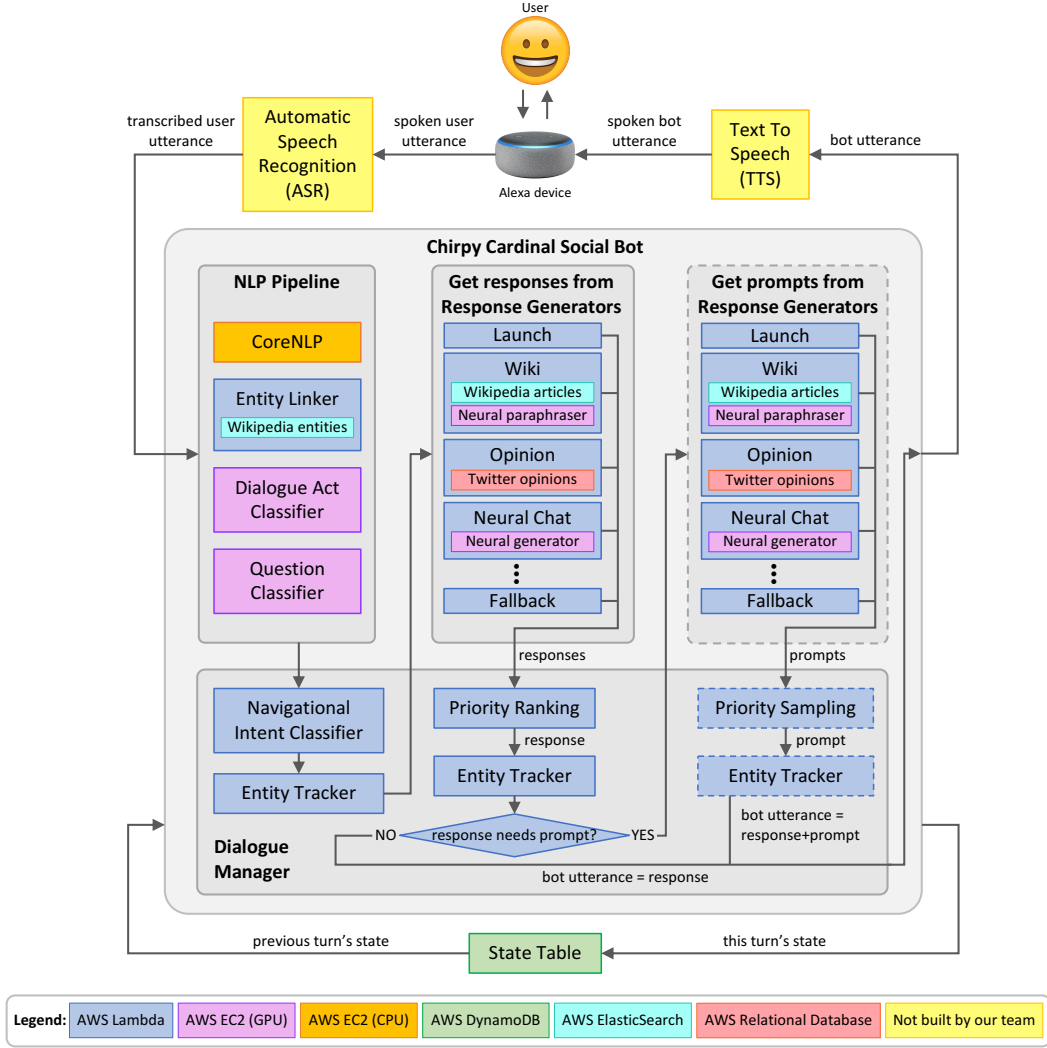 User
transcribed user
utterance
Automatic
Speech
Recognition
(ASR)
spoken user
utterance
Alexa device
spoken bot
utterance
Text To
Speech
(TTS)
bot utterance
Chirpy Cardinal Social Bot
NLP Pipeline
CoreNLP
Entity Linker
Wikipedia entities
Dialogue Act
Classifier
Question
Classifier
Get responses from
Response Generators
Launch
Wiki
Wikipedia articles
Neural paraphraser
Opinion
Twitter opinions
Neural Chat
Neural generator
Fallback
responses
Get prompts from
Response Generators
Launch
Wiki
Wikipedia articles
Neural paraphraser
Opinion
Twitter opinions
Neural Chat
Neural generator
Fallback
prompts
Navigational
Intent Classifier
Entity Tracker
Priority Ranking
response
Entity Tracker
NO
response needs prompt?
YES
Priority Sampling
prompt
Entity Tracker
bot utterance =
response+prompt
Dialogue
Manager
bot utterance = response
previous turn's state
State Table
this turn's state
Legend:
AWS Lambda
AWS EC2 (GPU)
AWS EC2 (CPU)
AWS DynamoDB
AWS ElasticSearch
AWS Relational Database
Not built by our team